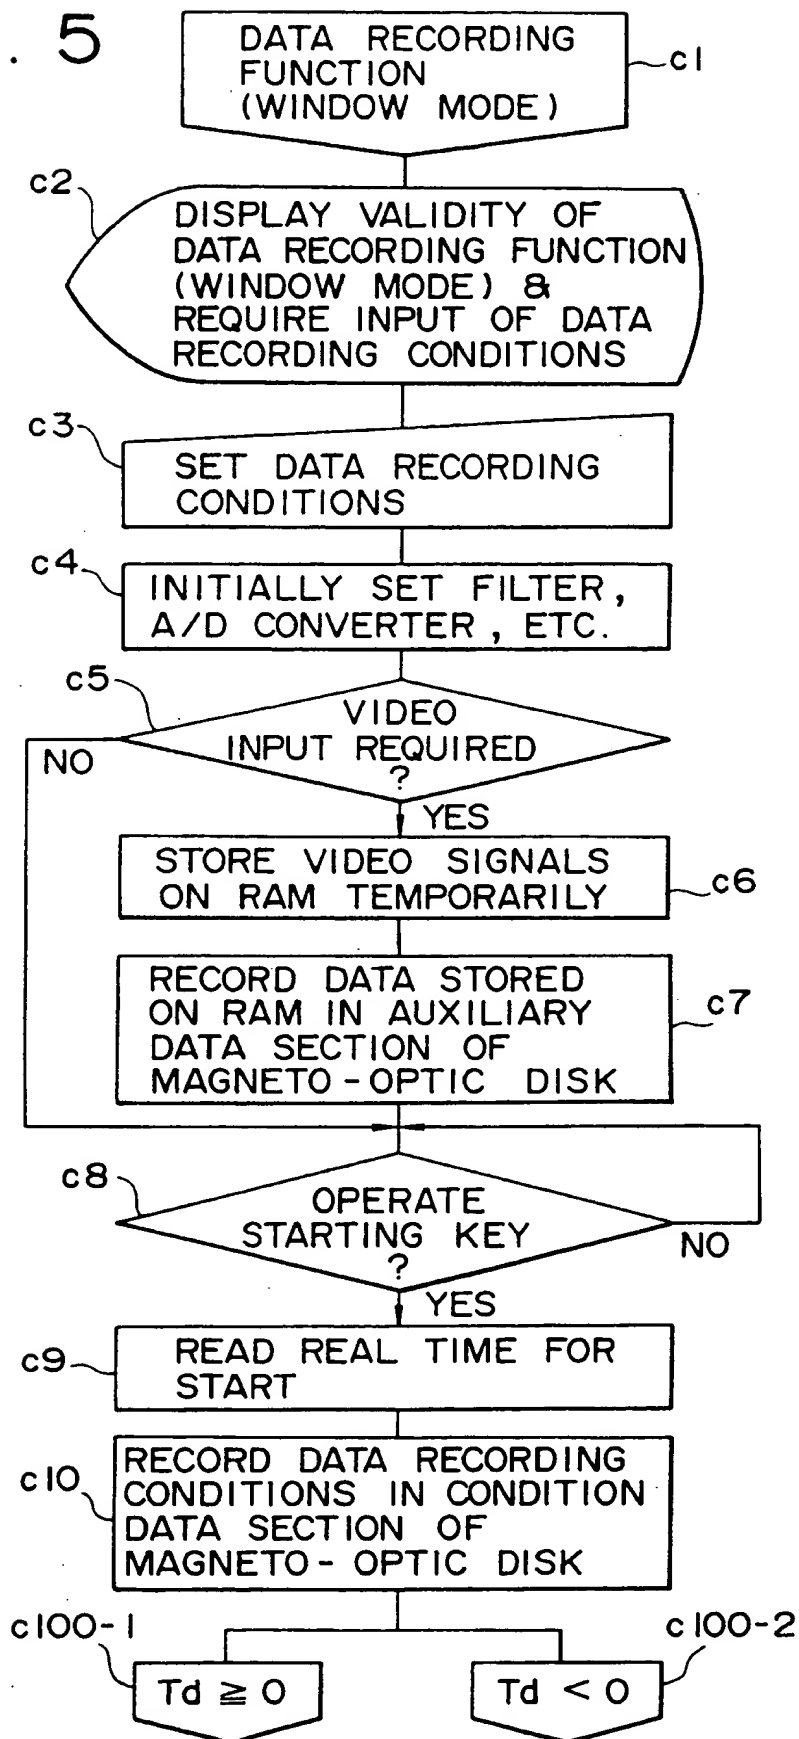 . 5
DATA RECORDING
FUNCTION
(WINDOW MODE)
c1
c2
DISPLAY VALIDITY OF
DATA RECORDING FUNCTION
(WINDOW MODE) &
REQUIRE INPUT OF DATA
RECORDING CONDITIONS
c3
SET DATA RECORDING
CONDITIONS
c4
INITIALLY SET FILTER,
A/D CONVERTER, ETC.
c5
VIDEO
INPUT REQUIRED
?
NO
YES
STORE VIDEO SIGNALS
ON RAM TEMPORARILY
c6
RECORD DATA STORED
ON RAM IN AUXILIARY
DATA SECTION OF
MAGNETO-OPTIC DISK
c7
c8
OPERATE
STARTING KEY
?
NO
YES
c9
READ REAL TIME FOR
START
c10
RECORD DATA RECORDING
CONDITIONS IN CONDITION
DATA SECTION OF
MAGNETO-OPTIC DISK
c100-1
c100-2
Td ≧ 0
Td < 0